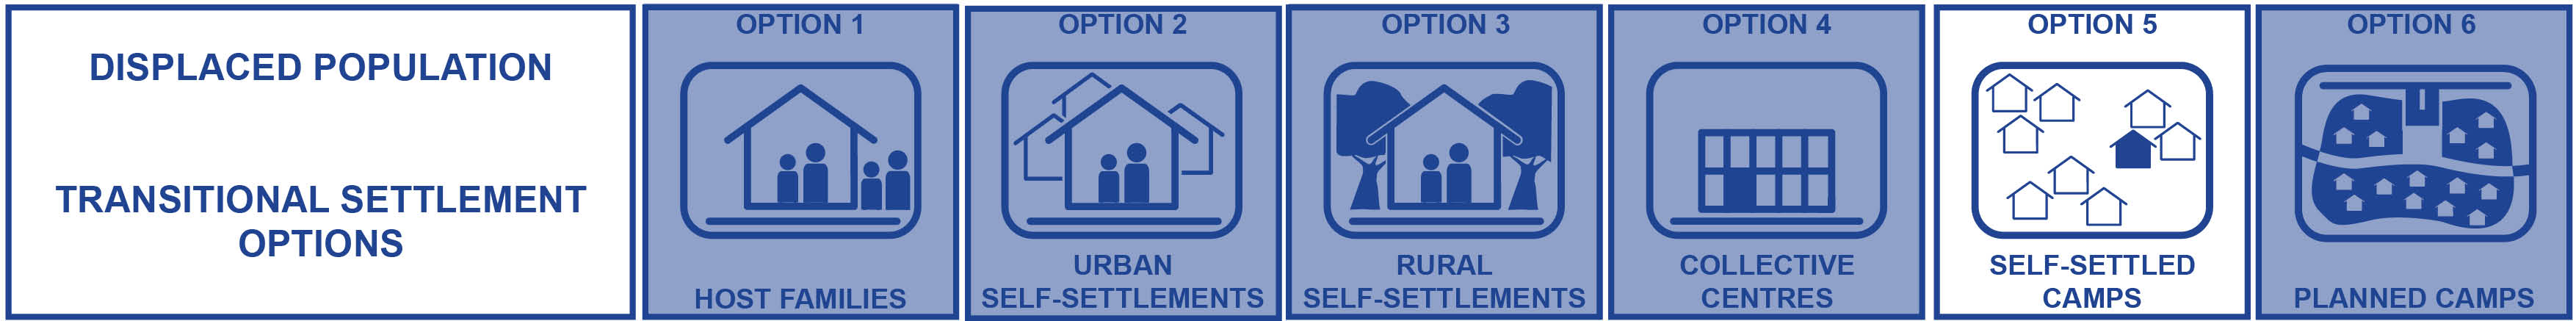 DISPLACED POPULATION
TRANSITIONAL SETTLEMENT
OPTIONS
OPTION 1
HOST FAMILIES
OPTION 2
URBAN
SELF-SETTLEMENTS
OPTION 3
RURAL
SELF-SETTLEMENTS
OPTION 4
COLLECTIVE
CENTRES
OPTION 5
SELF-SETTLED
CAMPS
OPTION 6
PLANNED CAMPS